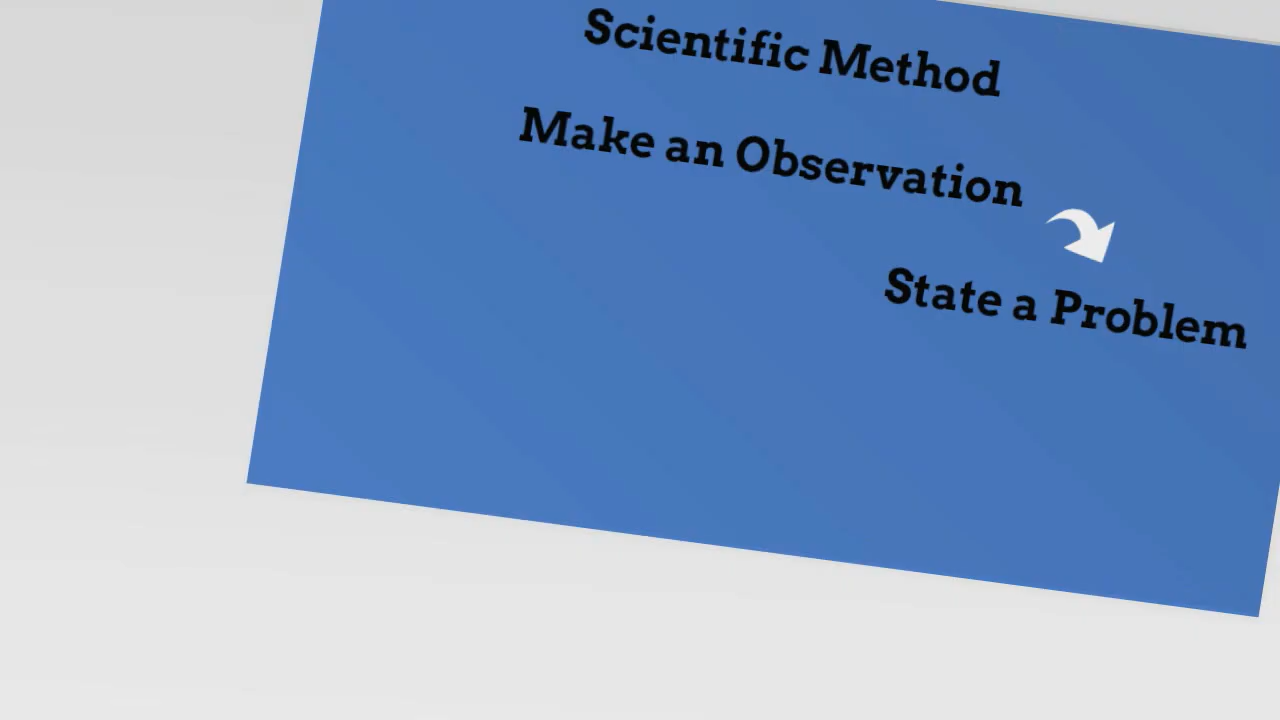 Scientific Method
Make an Observation
State a Problem